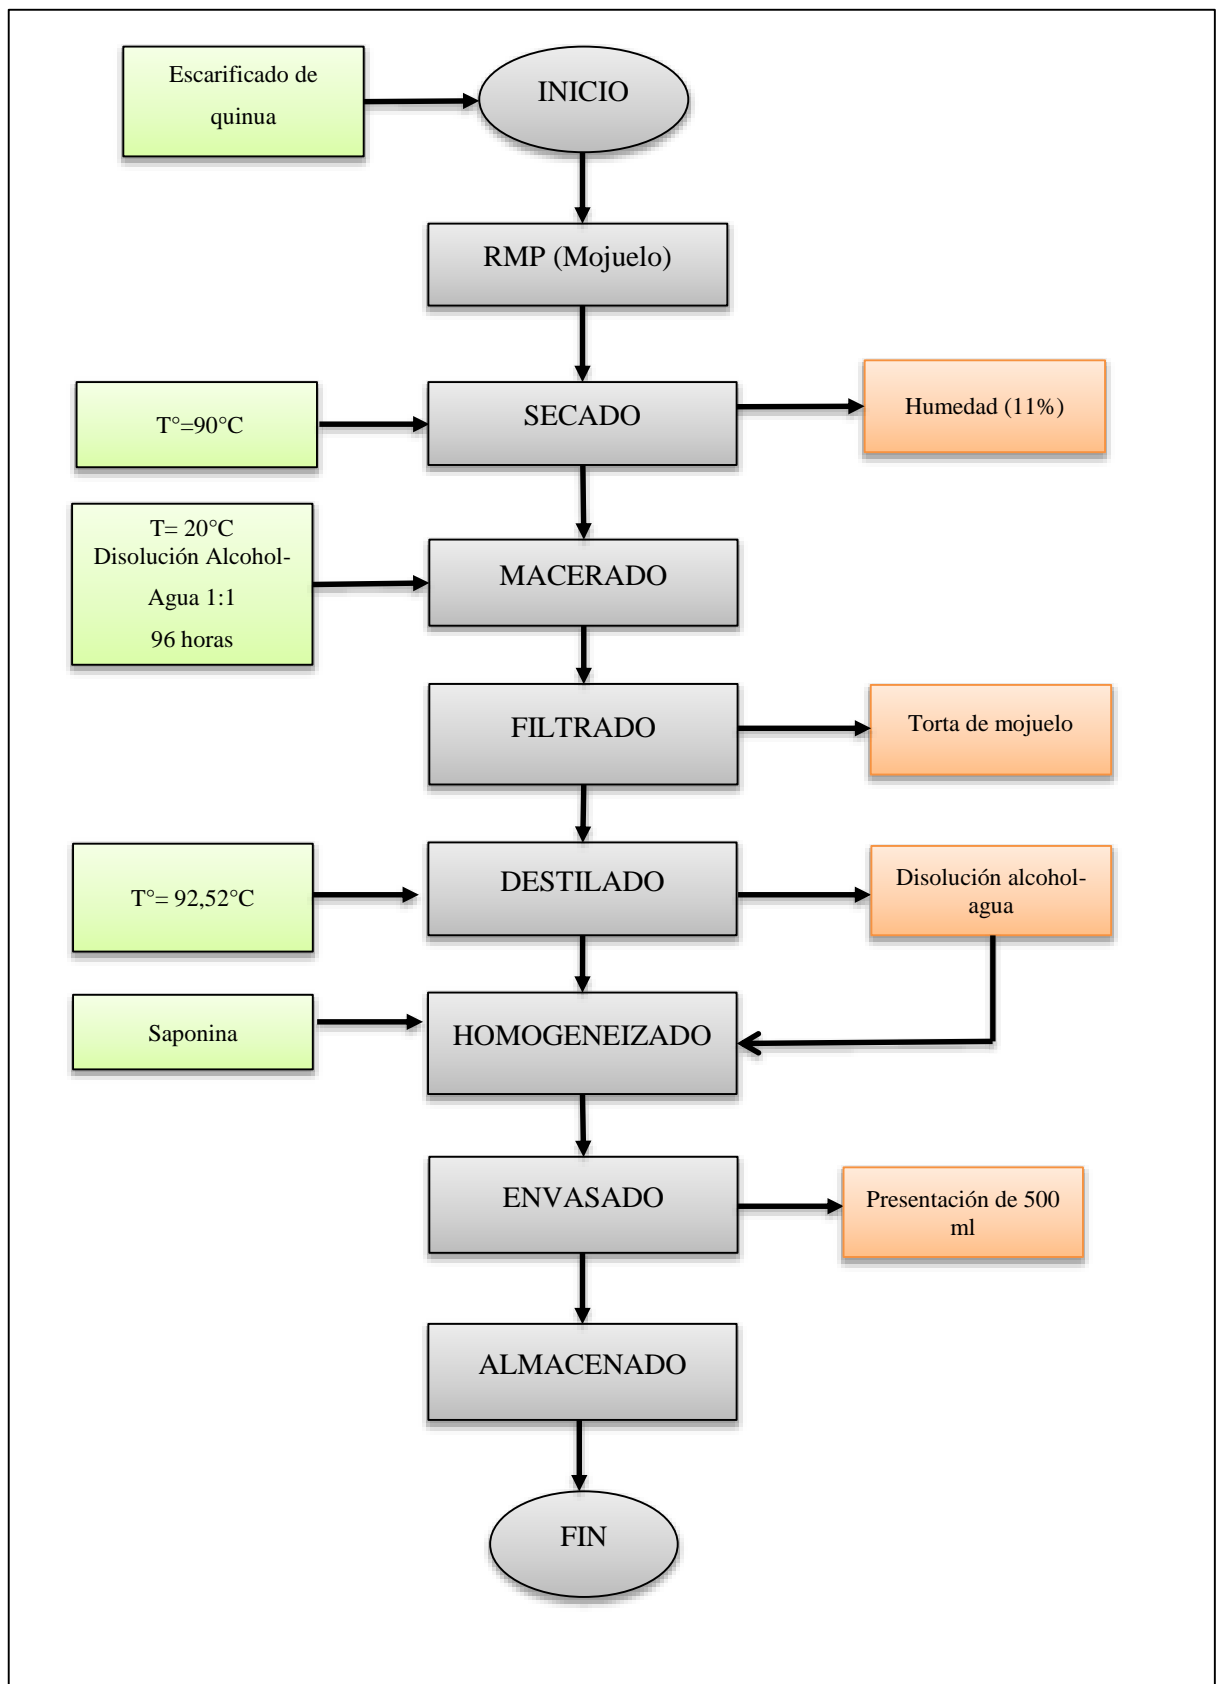 Escarificado de
quinua
INICIO
RMP (Mojuelo)
T°=90°C
SECADO
Humedad (11%)
T= 20°C
Disolución Alcohol-
Agua 1:1
96 horas
MACERADO
FILTRADO
Torta de mojuelo
T°= 92,52°C
DESTILADO
Disolución alcohol-
agua
Saponina
HOMOGENEIZADO
ENVASADO
Presentación de 500
ml
ALMACENADO
FIN